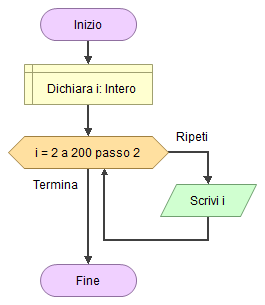 Inizio
Dichiara i: Intero
i = 2 a 200 passo 2
Ripeti
Termina
Scrivi i
Fine